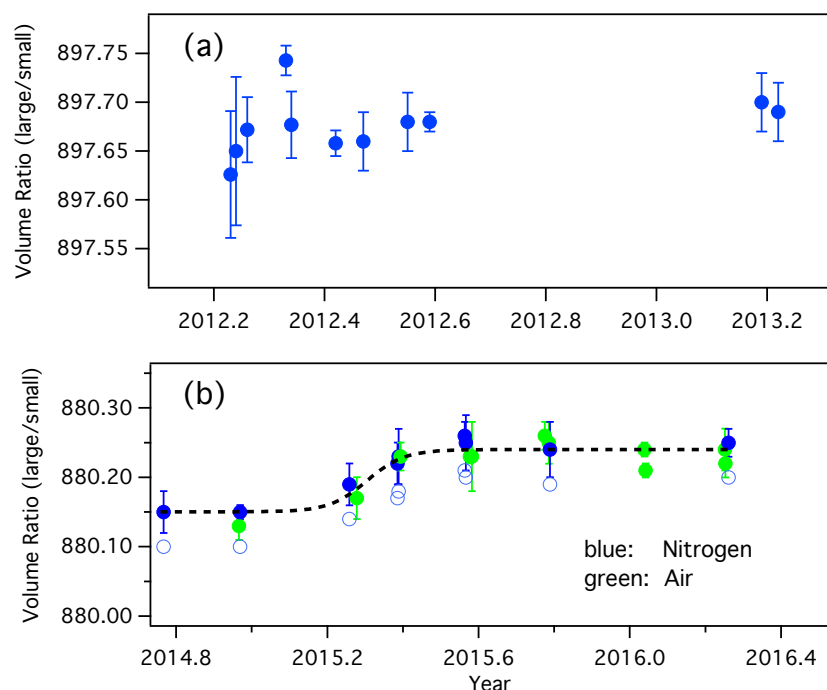 (a)
Volume Ratio (large/small)
897.75
897.70
897.65
897.60
897.55
2012.2 2012.4 2012.6 2012.8 2013.0 2013.2
(b)
Volume Ratio (large/small)
880.30
880.20
880.10
880.00
blue: Nitrogen
green: Air
2014.8 2015.2 2015.6 2016.0 2016.4
Year